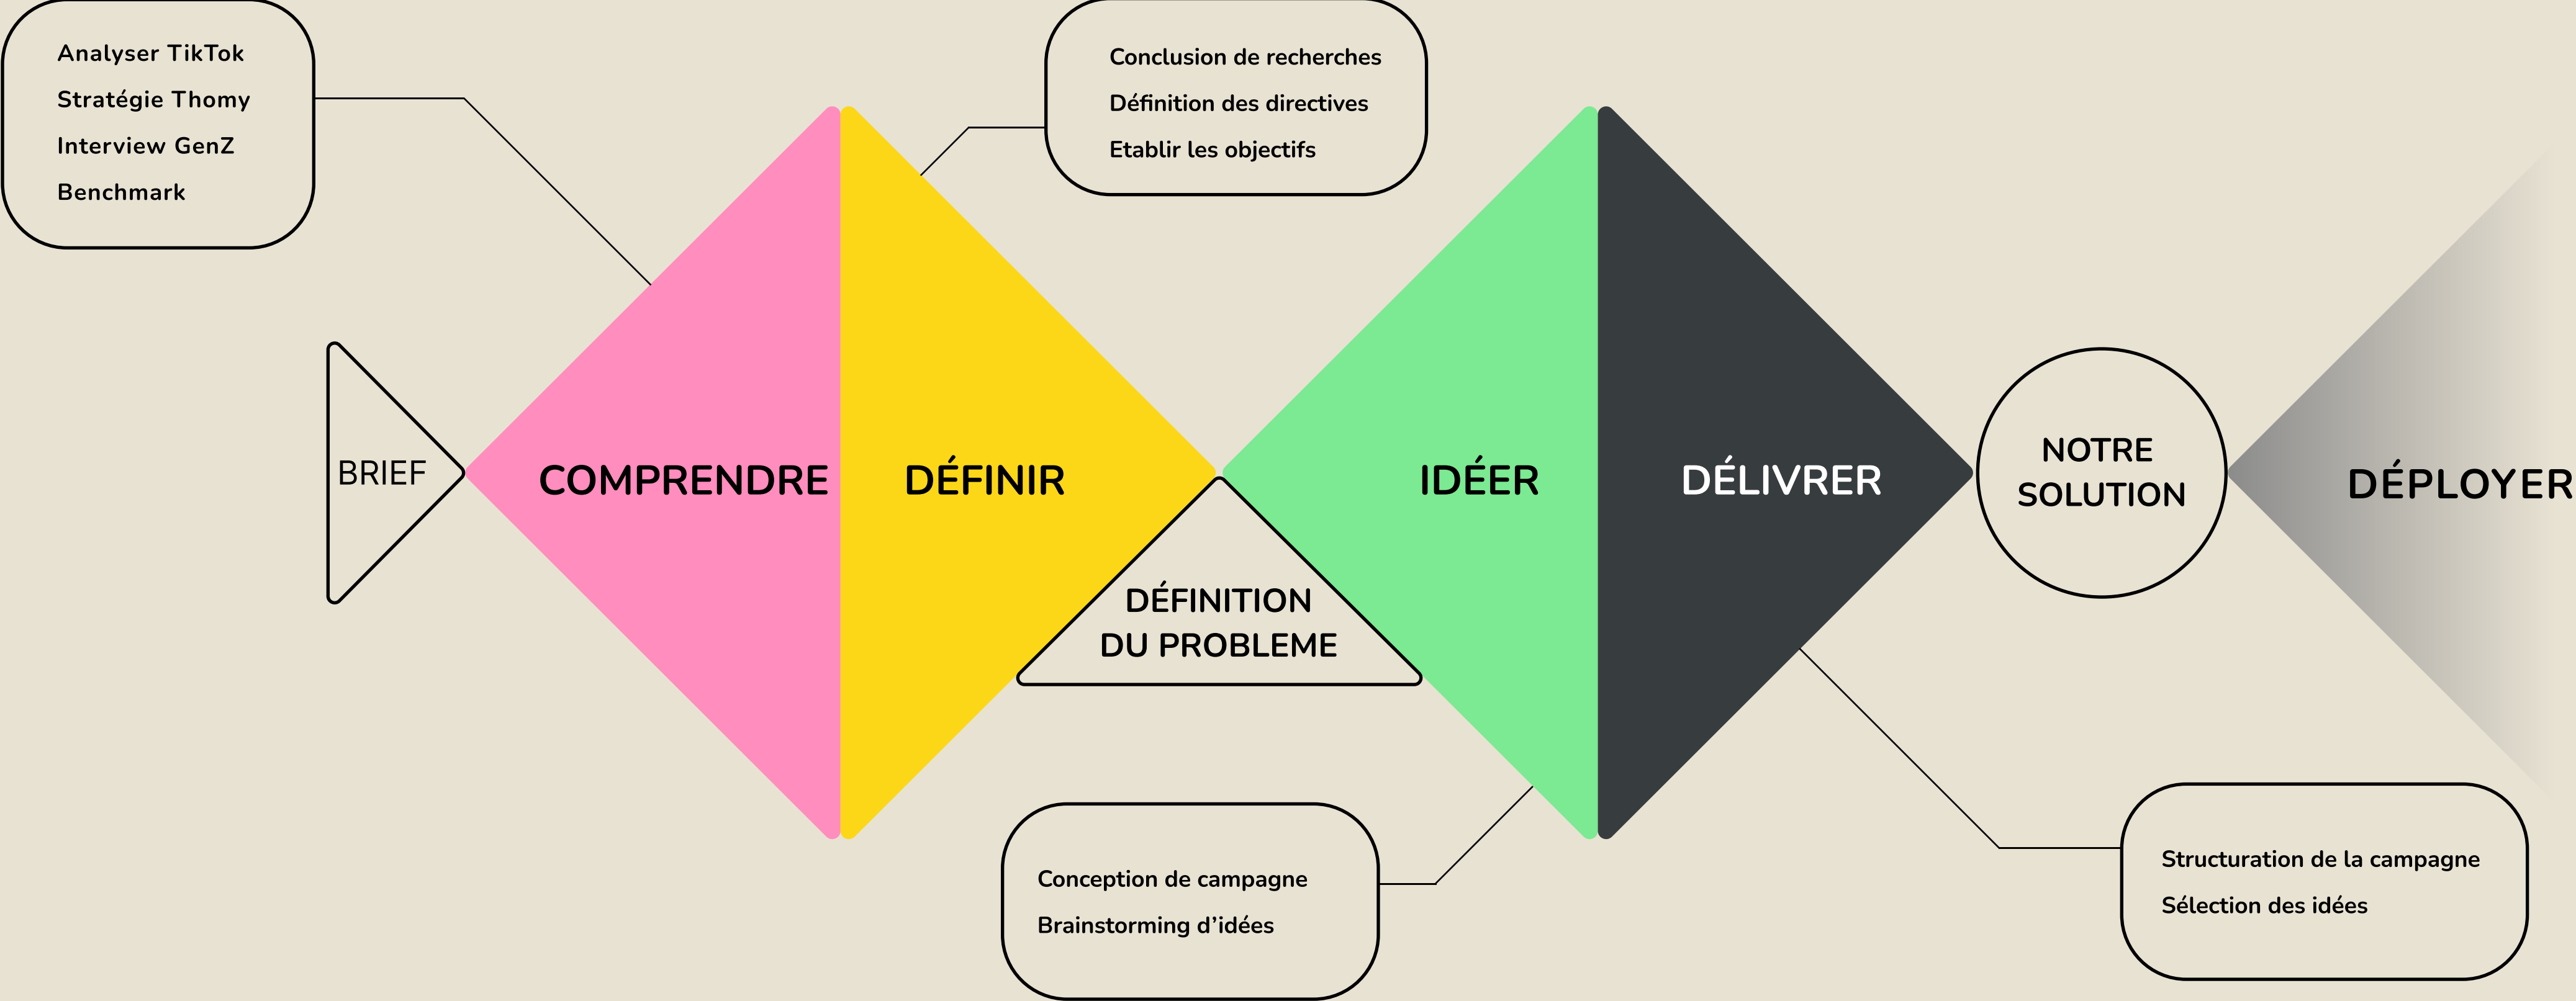 Analyser TikTok
Stratégie Thomy
Interview GenZ
Benchmark
Conclusion de recherches
Définition des directives
Etablir les objectifs
BRIEF
COMPRENDRE
DÉFINIR
DÉFINITION
DU PROBLEME
IDÉER
DÉLIVRER
NOTRE
SOLUTION
DÉPLOYER
Conception de campagne
Brainstorming d’idées
Structuration de la campagne
Sélection des idées